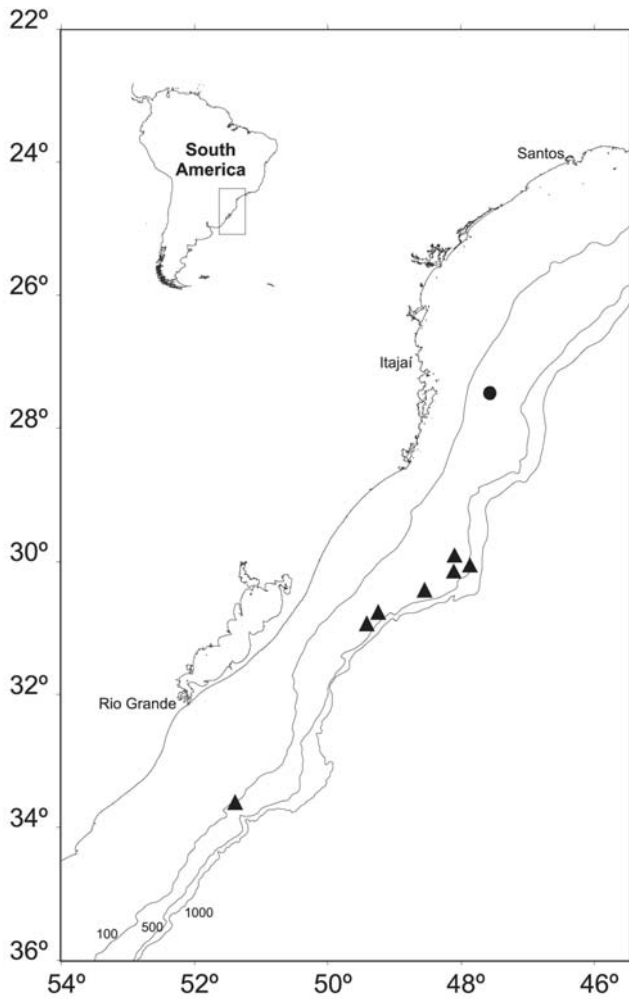 22º
24º
26º
28º
30º
32º
34º
36º
South
America
Santos
Itajaí
Rio Grande
100
500
1000
54º
52º
50º
48º
46º